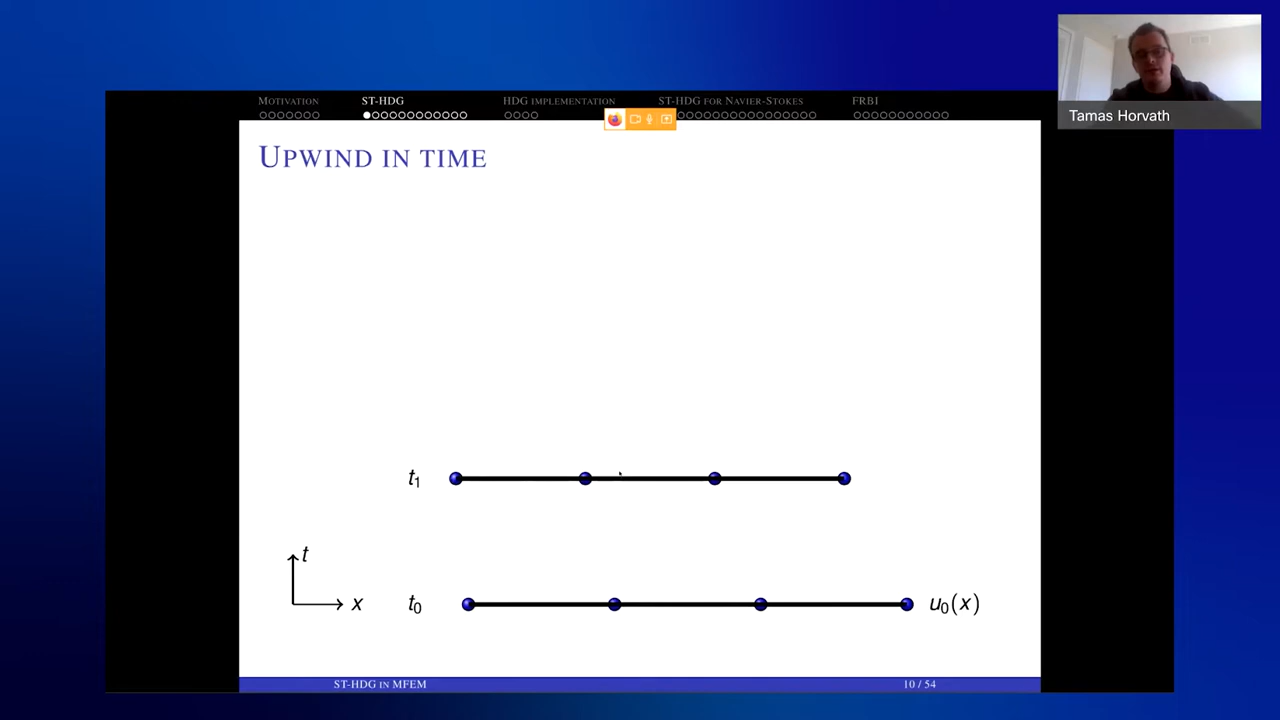 MOTIVATION
ST-HDG
HDG IMPLEMENTATION
ST-HDG FOR NAVIER-STOKES
FRBI
Tamas Horvath
UPWIND IN TIME
t₁
t
x
t₀
u₀(x)
ST-HDG IN MFEM
10 / 54